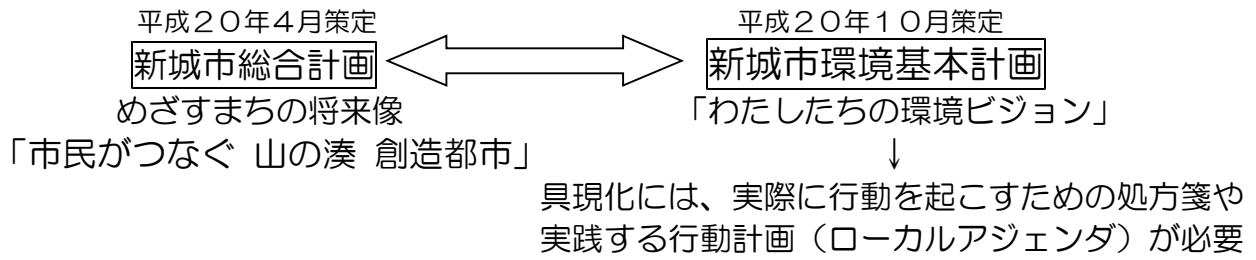 平成２０年４月策定
新城市総合計画
めざすまちの将来像
「市民がつなぐ 山の湊 創造都市」
平成２０年１０月策定
新城市環境基本計画
「わたしたちの環境ビジョン」
↓
具現化には、実際に行動を起こすための処方箋や
実践する行動計画（ローカルアジェンダ）が必要